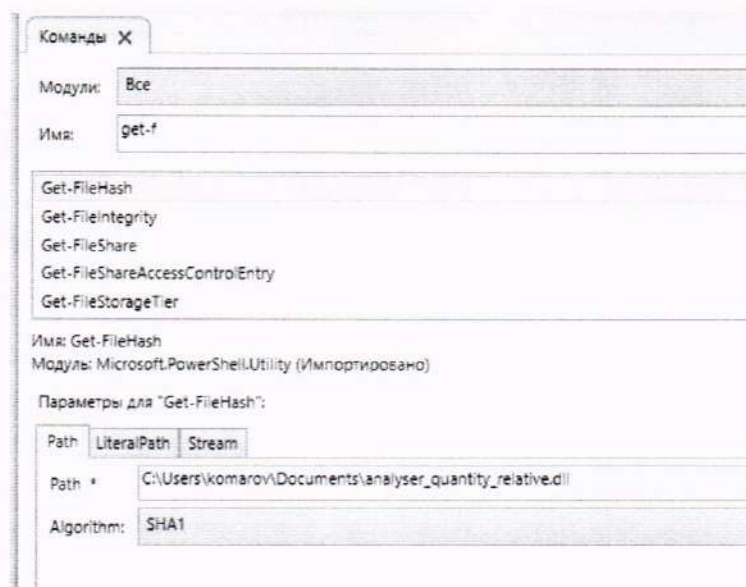 Команды X
Модули: Все
Имя: get-f
Get-FileHash
Get-FileIntegrity
Get-FileShare
Get-FileShareAccessControlEntry
Get-FileStorageTier
Имя: Get-FileHash
Модуль: Microsoft.PowerShell.Utility (Импортировано)
Параметры для "Get-FileHash":
Path LiteralPath Stream
Path * C:\Users\komarov\Documents\analyser_quantity_relative.dll
Algorithm: SHA1